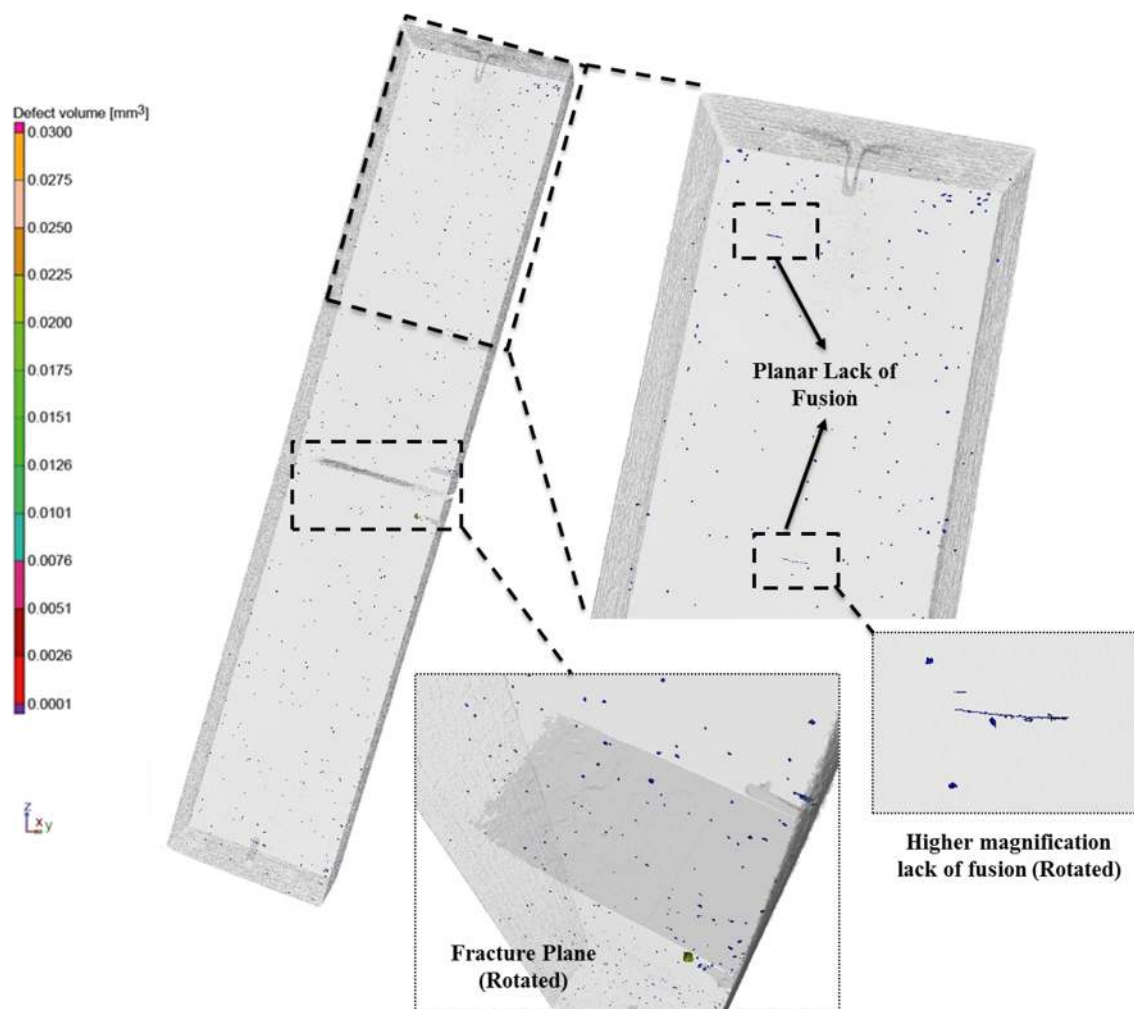 Defect volume [mm3]
0.0300
0.0275
0.0250
0.0225
0.0200
0.0175
0.0151
0.0126
0.0101
0.0076
0.0051
0.0026
0.0001
z
x y
Planar Lack of
Fusion
Fracture Plane
(Rotated)
Higher magnification
lack of fusion (Rotated)